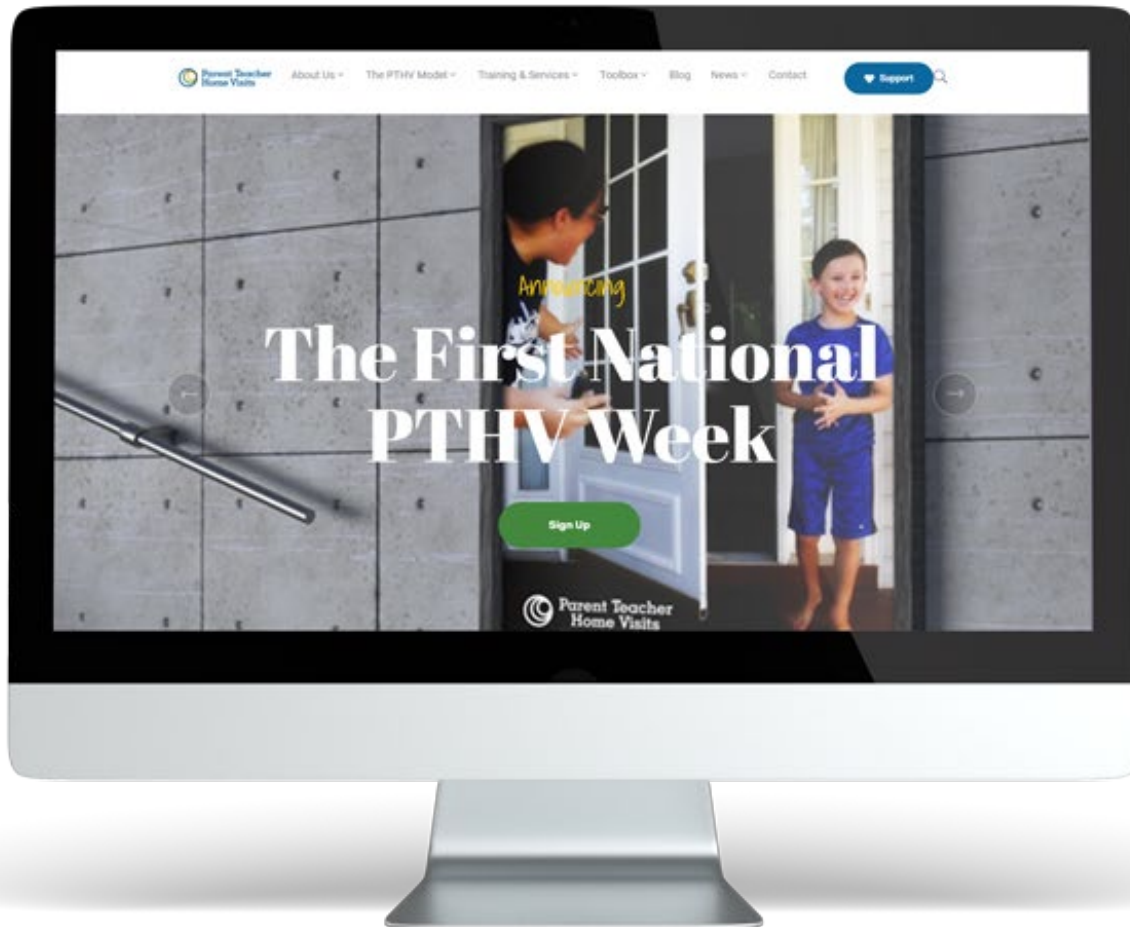 Parent Teacher
Home Visits
About Us
The PTHV Model
Training & Services
Toolbox
Blog
News
Contact
Support
Announcing
The First National
PTHV Week
Sign Up
Parent Teacher
Home Visits